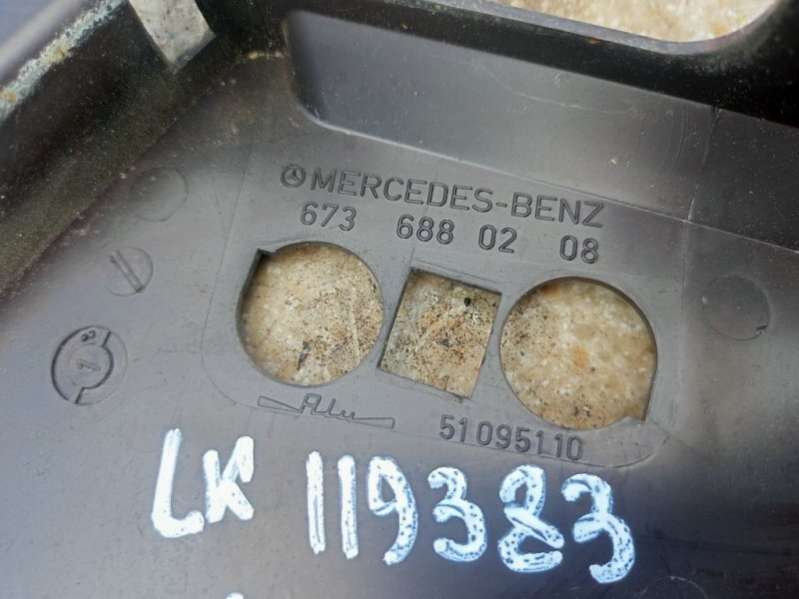 MERCEDES-BENZ
673 688 02 08
51095110
LK 119383